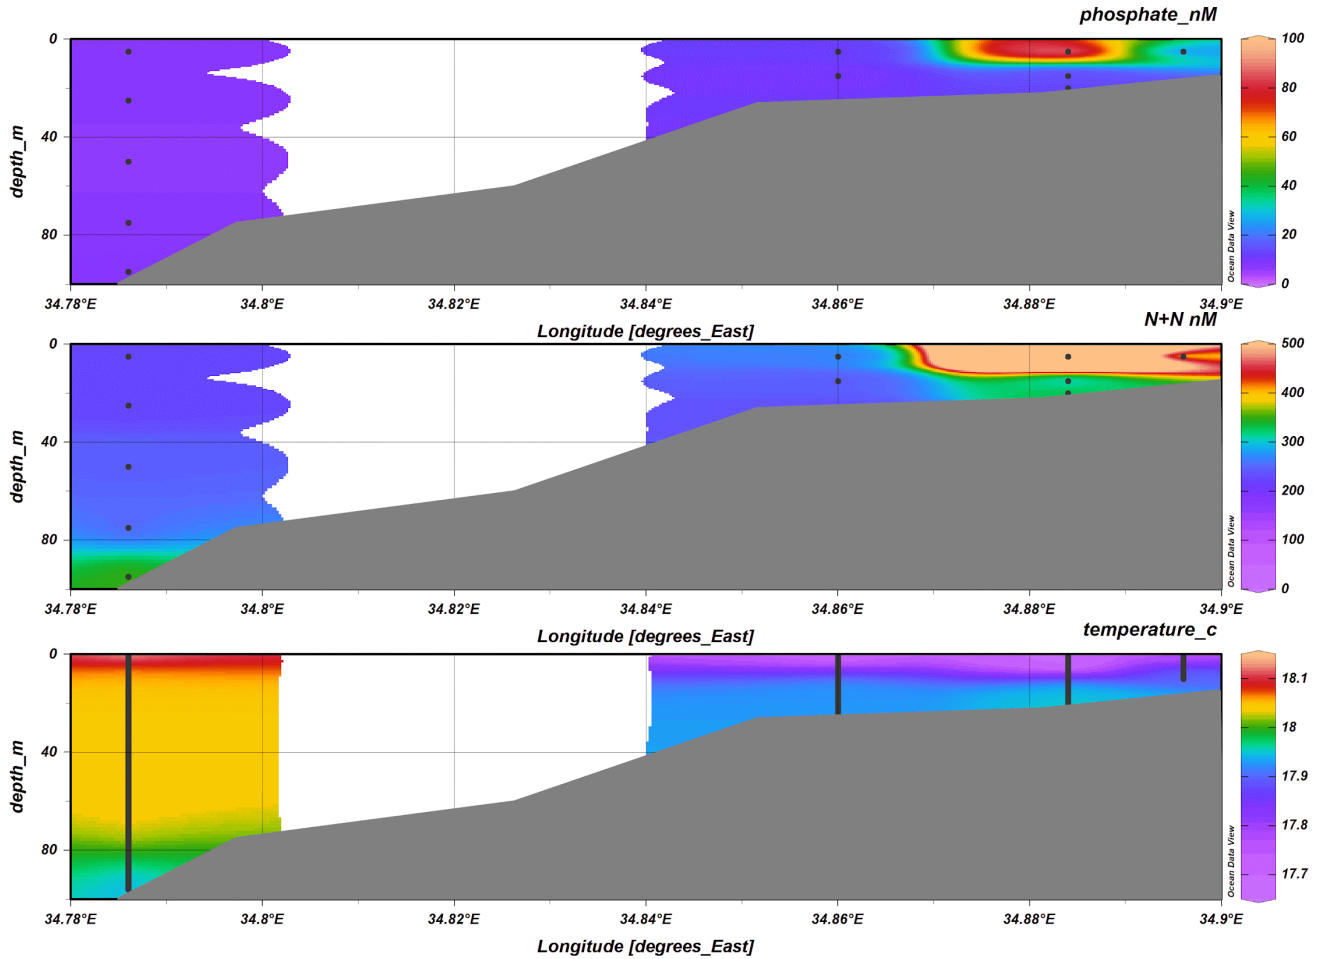 phosphate_nM
0
40
80
depth_m
34.78°E 34.8°E 34.82°E 34.84°E 34.86°E 34.88°E 34.9°E
Longitude [degrees_East]
100
80
60
40
20
0
Ocean Data View
N+N nM
0
40
80
depth_m
34.78°E 34.8°E 34.82°E 34.84°E 34.86°E 34.88°E 34.9°E
Longitude [degrees_East]
500
400
300
200
100
0
Ocean Data View
temperature_c
0
40
80
depth_m
34.78°E 34.8°E 34.82°E 34.84°E 34.86°E 34.88°E 34.9°E
Longitude [degrees_East]
18.1
18
17.9
17.8
17.7
Ocean Data View